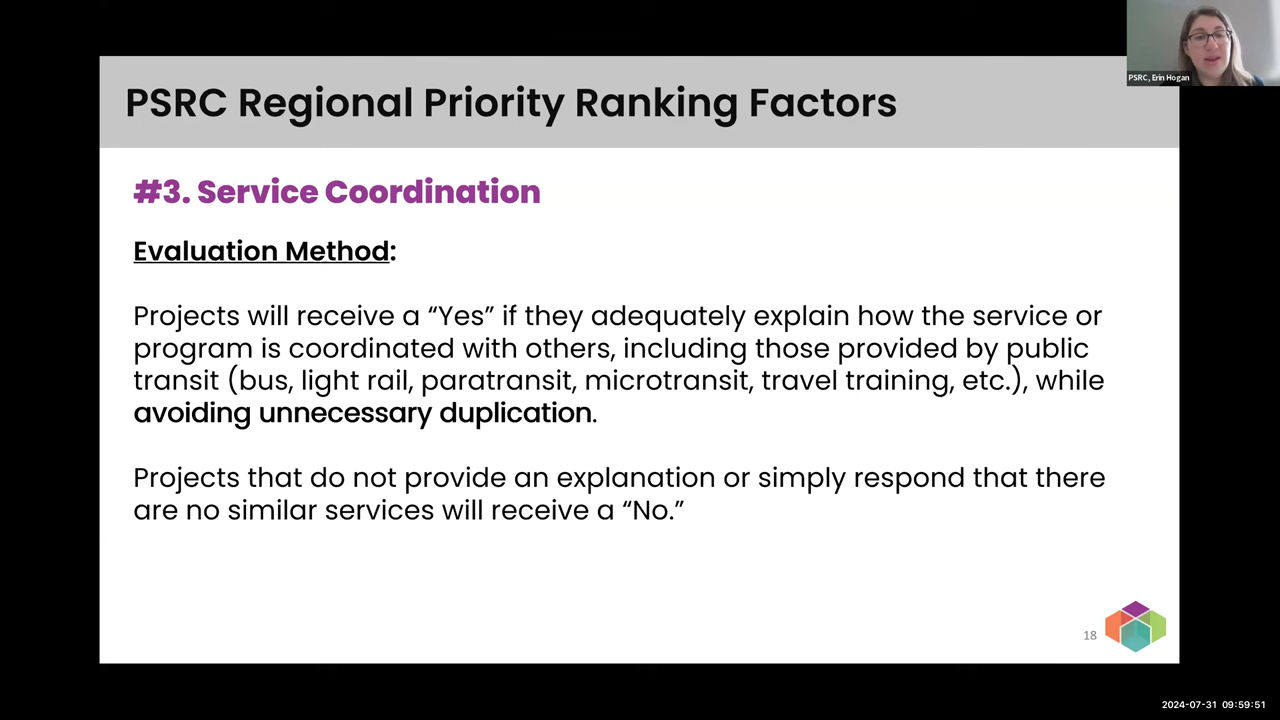 PSRC, Erin Hogan
PSRC Regional Priority Ranking Factors
#3. Service Coordination
Evaluation Method:
Projects will receive a “Yes” if they adequately explain how the service or
program is coordinated with others, including those provided by public
transit (bus, light rail, paratransit, microtransit, travel training, etc.), while
avoiding unnecessary duplication.
Projects that do not provide an explanation or simply respond that there
are no similar services will receive a “No.”
18
2024-07-31 09:59:51